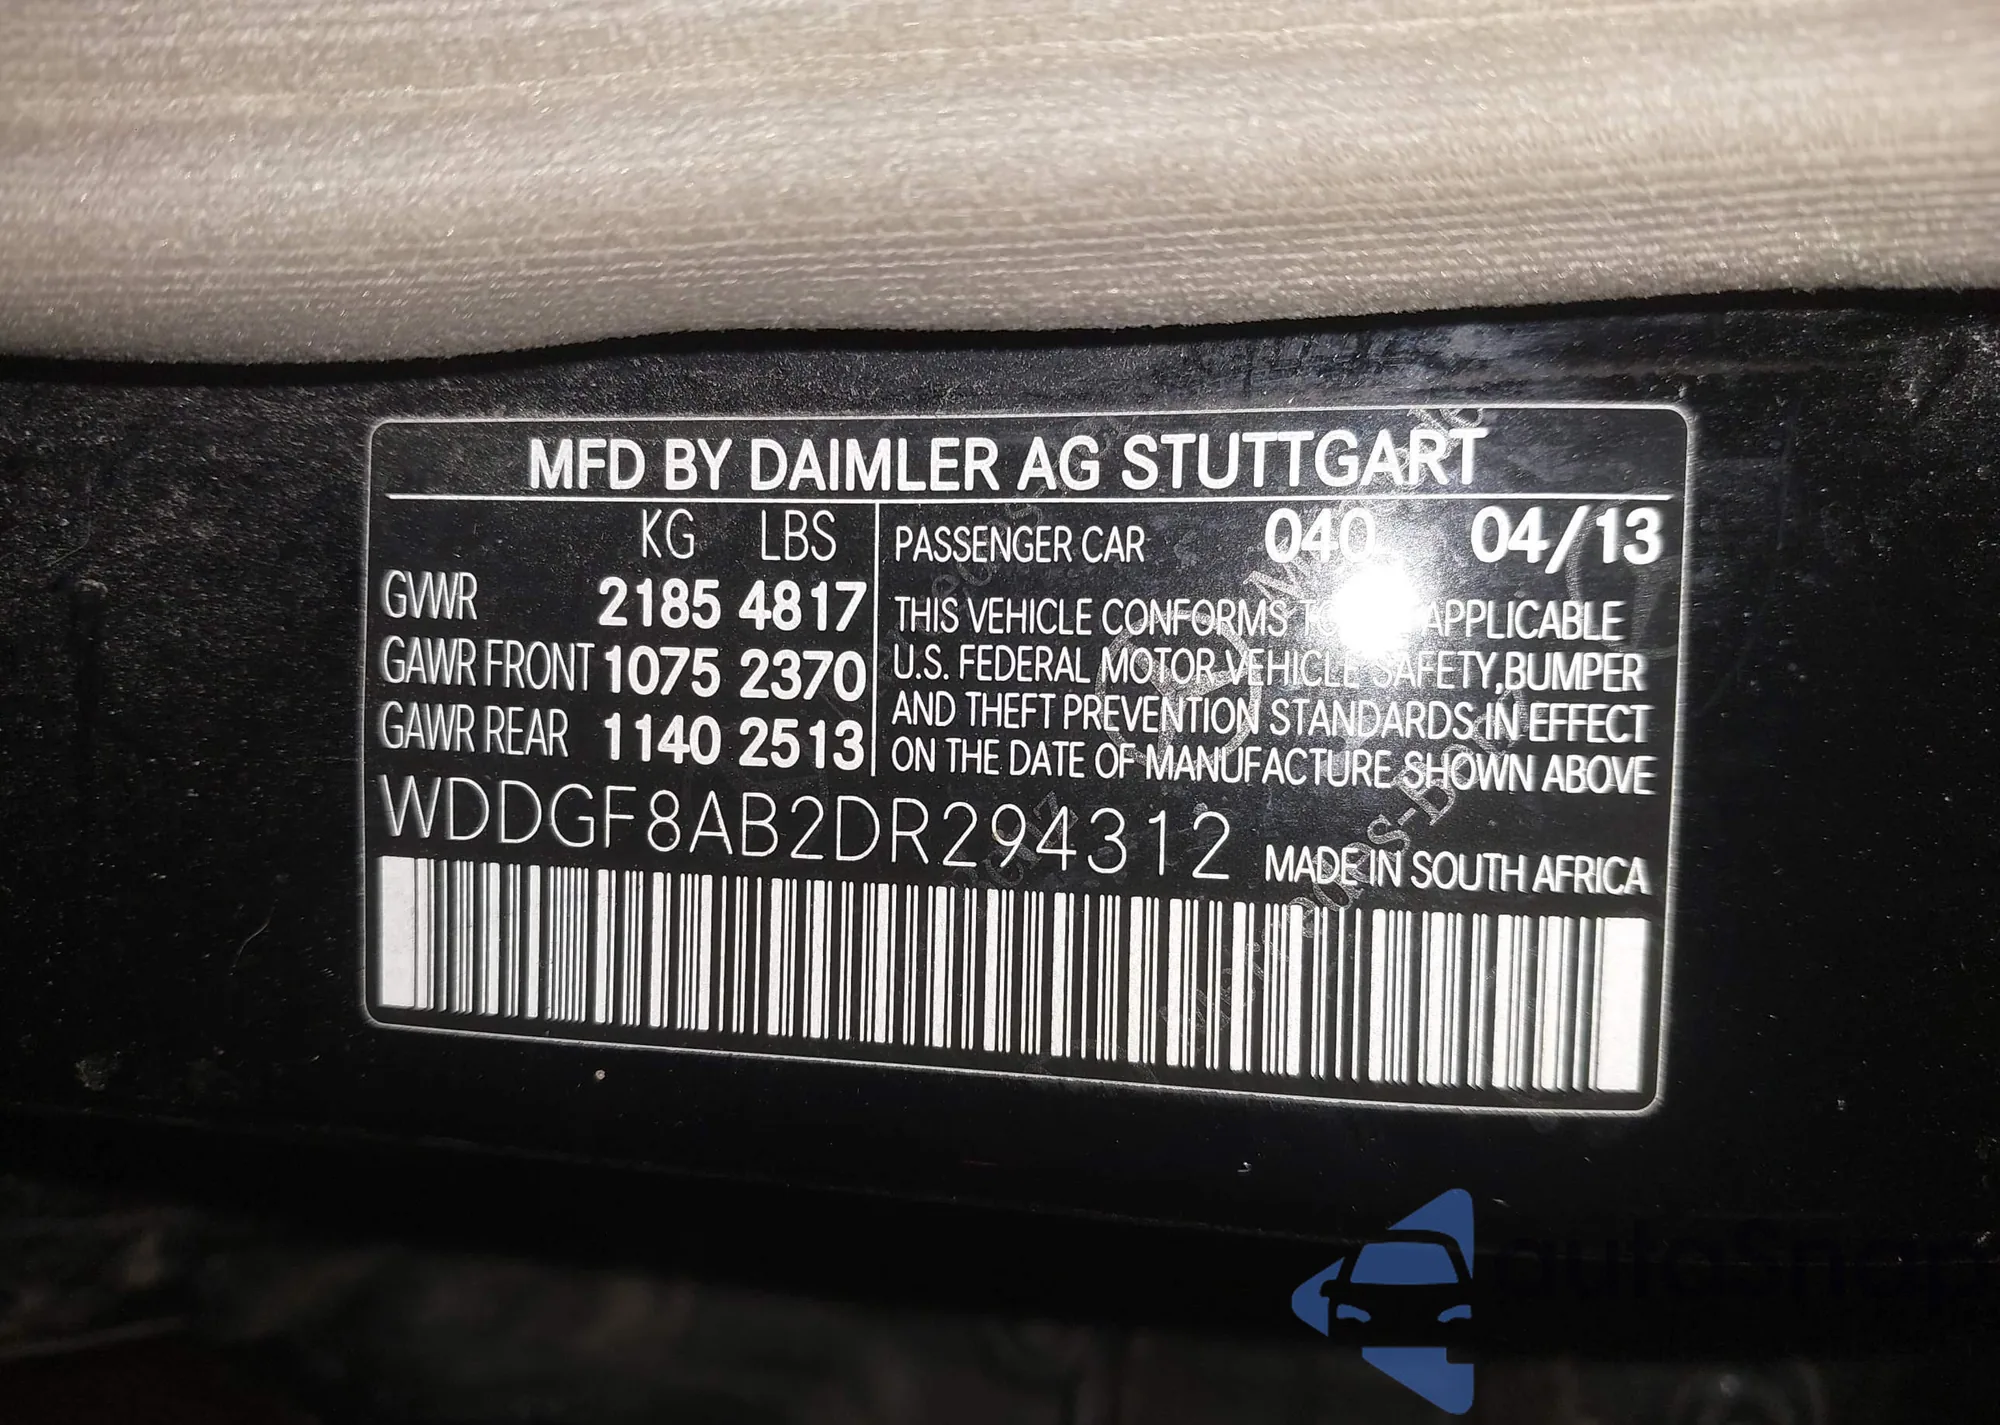 MFD BY DAIMLER AG STUTTGART
KG LBS
GVWR 2185 4817
GAWR FRONT 1075 2370
GAWR REAR 1140 2513
PASSENGER CAR 040 04/13
THIS VEHICLE CONFORMS TO APPLICABLE
U.S. FEDERAL MOTOR VEHICLE SAFETY, BUMPER
AND THEFT PREVENTION STANDARDS IN EFFECT
ON THE DATE OF MANUFACTURE SHOWN ABOVE
WDDGF8AB2DR294312
MADE IN SOUTH AFRICA